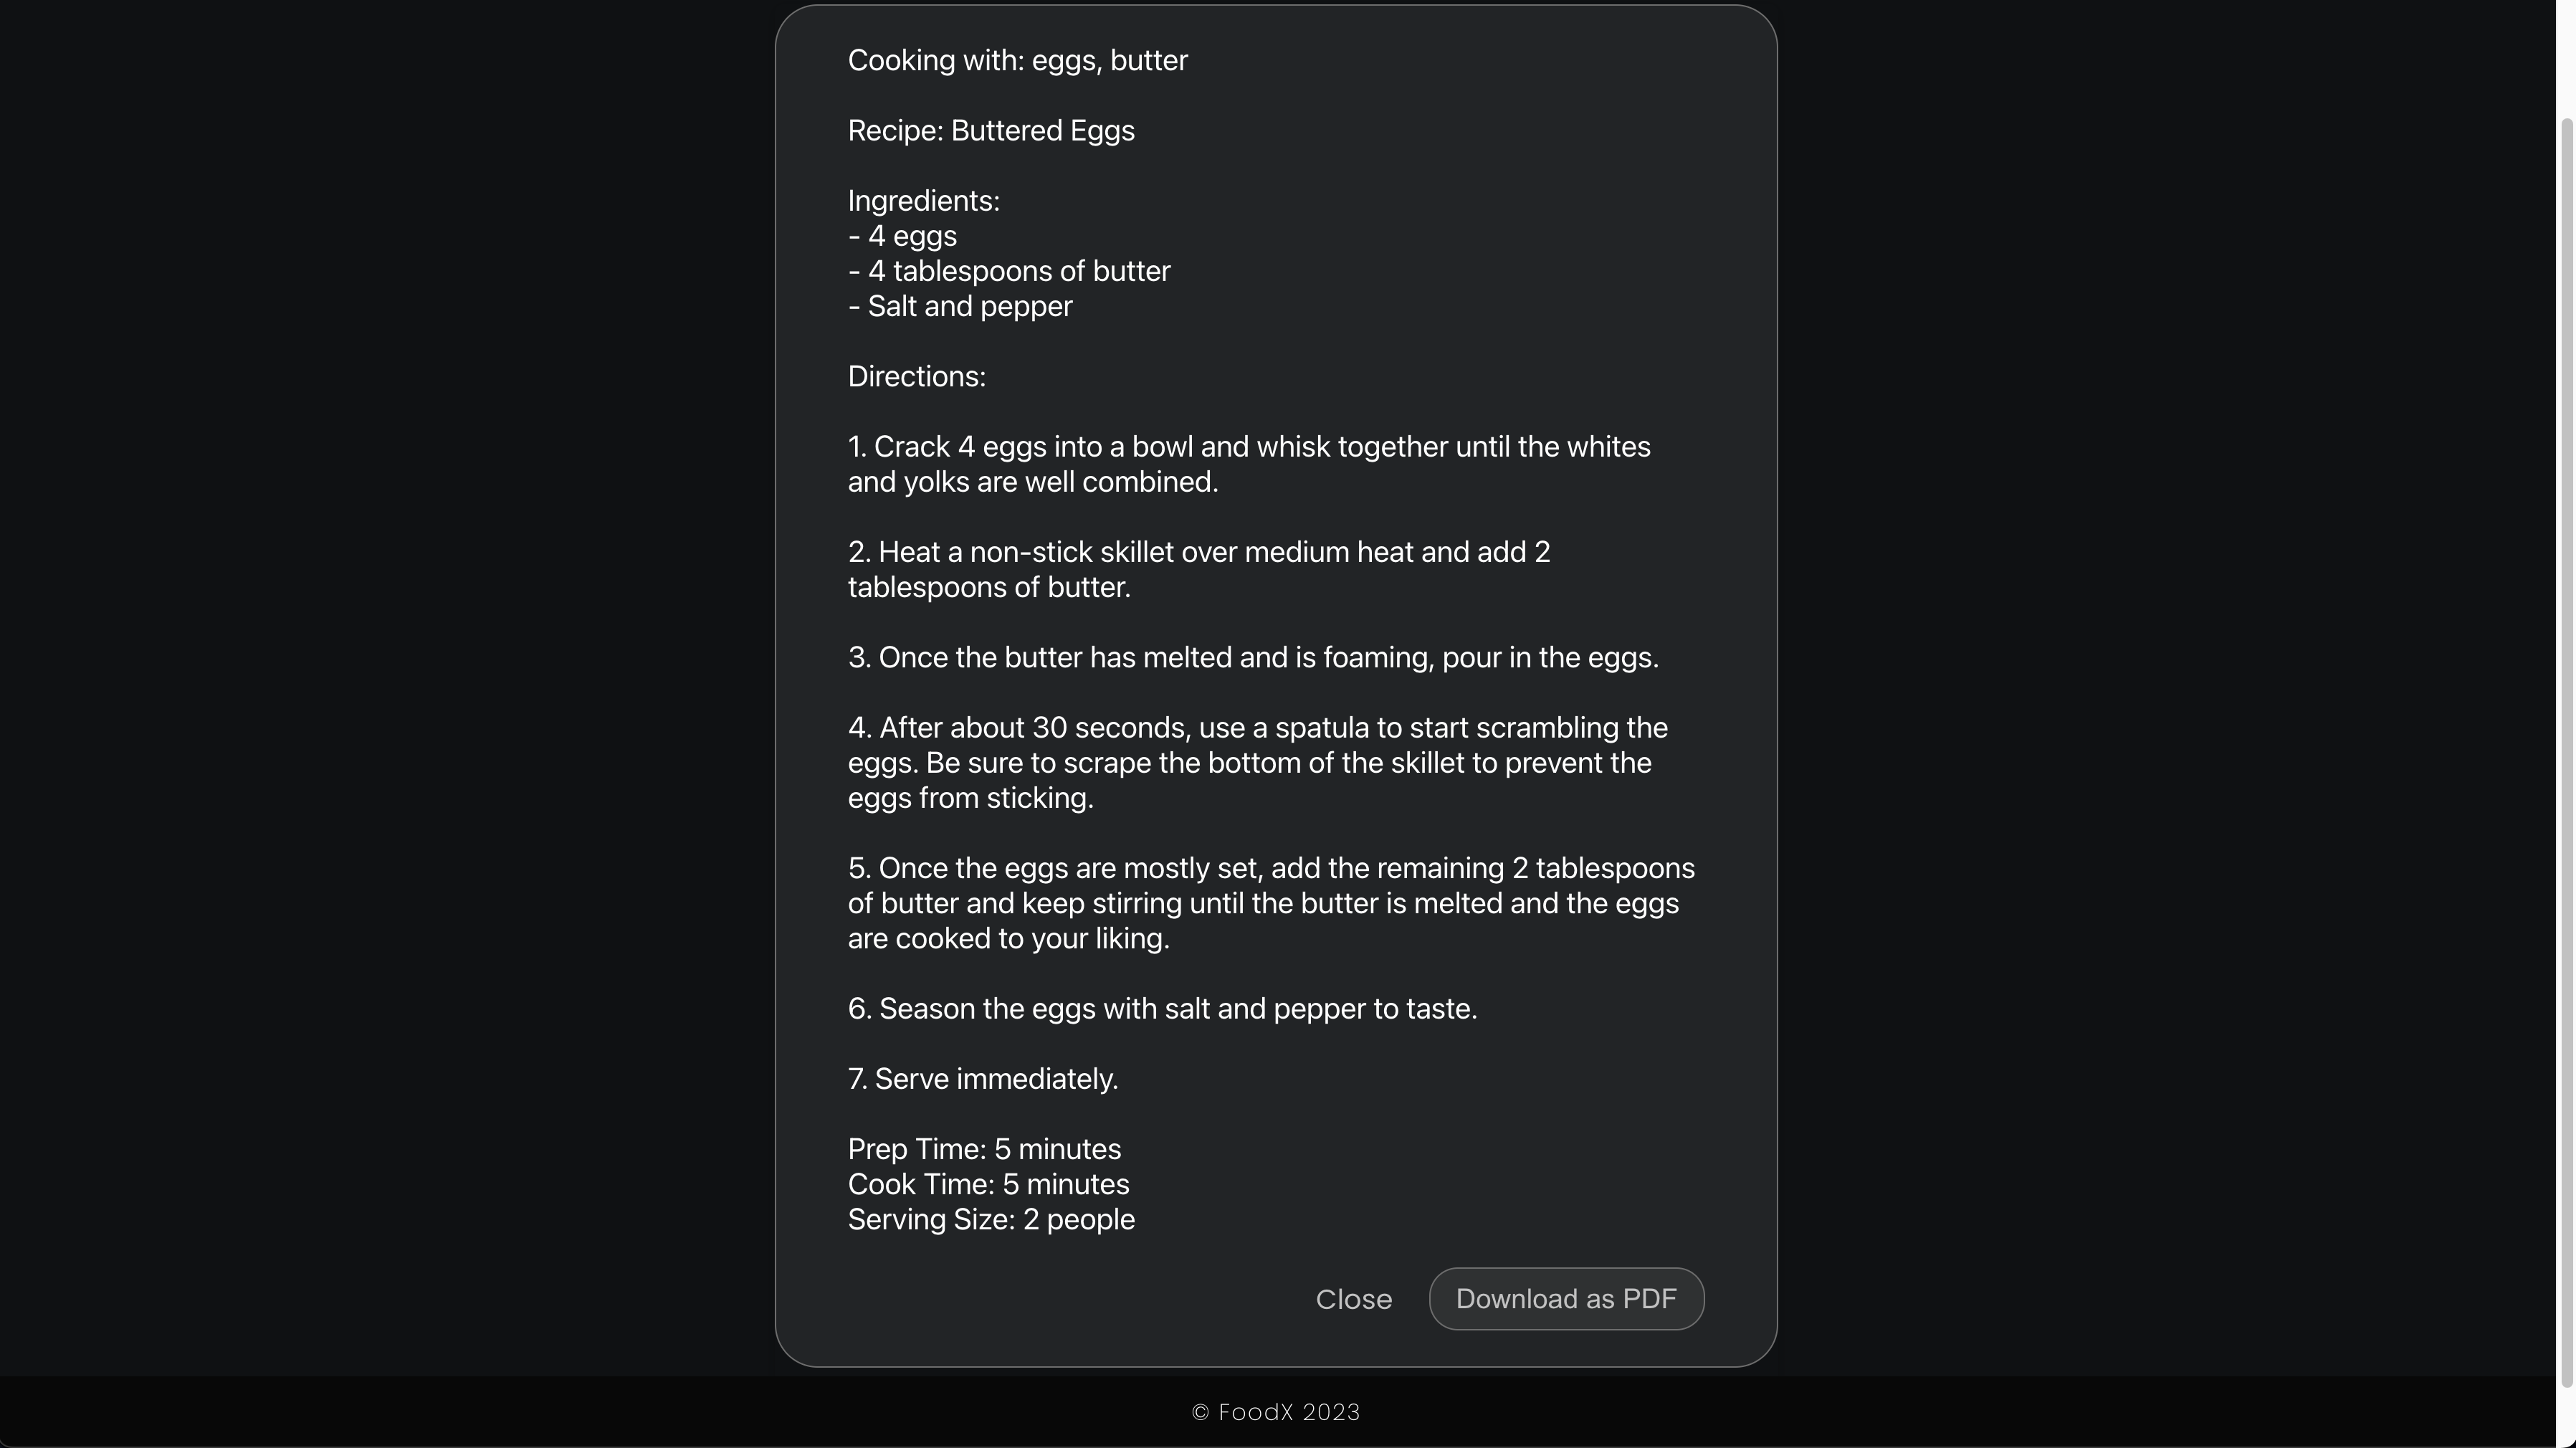 Cooking with: eggs, butter
Recipe: Buttered Eggs
Ingredients:
- 4 eggs
- 4 tablespoons of butter
- Salt and pepper
Directions:
1. Crack 4 eggs into a bowl and whisk together until the whites
and yolks are well combined.
2. Heat a non-stick skillet over medium heat and add 2
tablespoons of butter.
3. Once the butter has melted and is foaming, pour in the eggs.
4. After about 30 seconds, use a spatula to start scrambling the
eggs. Be sure to scrape the bottom of the skillet to prevent the
eggs from sticking.
5. Once the eggs are mostly set, add the remaining 2 tablespoons
of butter and keep stirring until the butter is melted and the eggs
are cooked to your liking.
6. Season the eggs with salt and pepper to taste.
7. Serve immediately.
Prep Time: 5 minutes
Cook Time: 5 minutes
Serving Size: 2 people
Close Download as PDF
© FoodX 2023